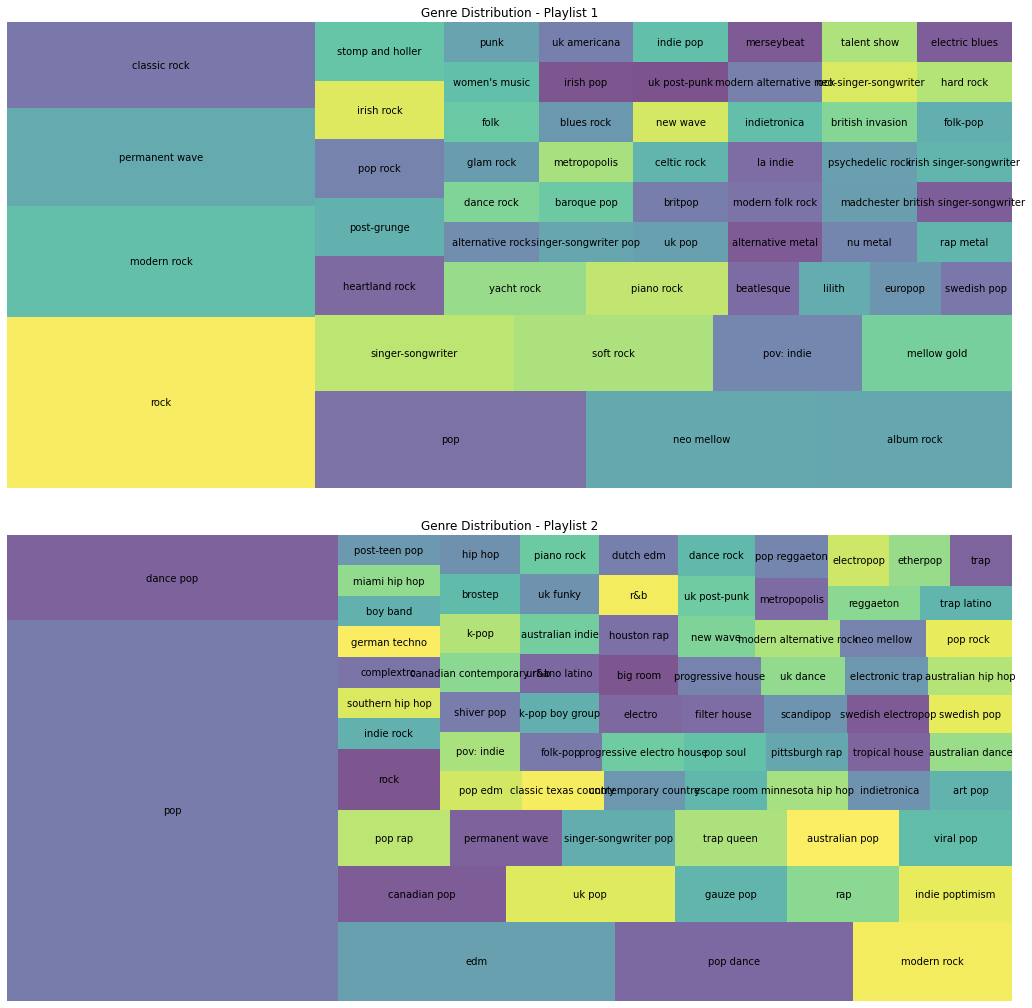 Genre Distribution - Playlist 1
classic rock
permanent wave
modern rock
rock
stomp and holler
irish rock
pop rock
post-grunge
heartland rock
punk
uk americana
indie pop
merseybeat
talent show
electric blues
women's music
irish pop
uk post-punk
modern alternative rock
neo-singer-songwriter
hard rock
folk
blues rock
new wave
indietronica
british invasion
folk-pop
glam rock
metropopolis
celtic rock
la indie
psychedelic rock
irish singer-songwriter
dance rock
baroque pop
britpop
modern folk rock
madchester
british singer-songwriter
alternative rock
singer-songwriter pop
uk pop
alternative metal
nu metal
rap metal
yacht rock
piano rock
beatlesque
lilith
europop
swedish pop
singer-songwriter
soft rock
pov: indie
mellow gold
pop
neo mellow
album rock
Genre Distribution - Playlist 2
dance pop
pop
post-teen pop
miami hip hop
boy band
german techno
complextro
southern hip hop
indie rock
rock
hip hop
piano rock
dutch edm
dance rock
pop reggaeton
electropop
etherpop
trap
brostep
uk funky
r&b
uk post-punk
metropopolis
reggaeton
trap latino
k-pop
australian indie
houston rap
new wave
modern alternative rock
neo mellow
pop rock
canadian contemporary r&b
urbano latino
big room
progressive house
uk dance
electronic trap
australian hip hop
shiver pop
k-pop boy group
electro
filter house
scandipop
swedish electropop
swedish pop
pov: indie
folk-pop
progressive electro house
pop soul
pittsburgh rap
tropical house
australian dance
pop edm
classic texas country
contemporary country
escape room
minnesota hip hop
indietronica
art pop
pop rap
permanent wave
singer-songwriter pop
trap queen
australian pop
viral pop
canadian pop
uk pop
gauze pop
rap
indie poptimism
edm
pop dance
modern rock